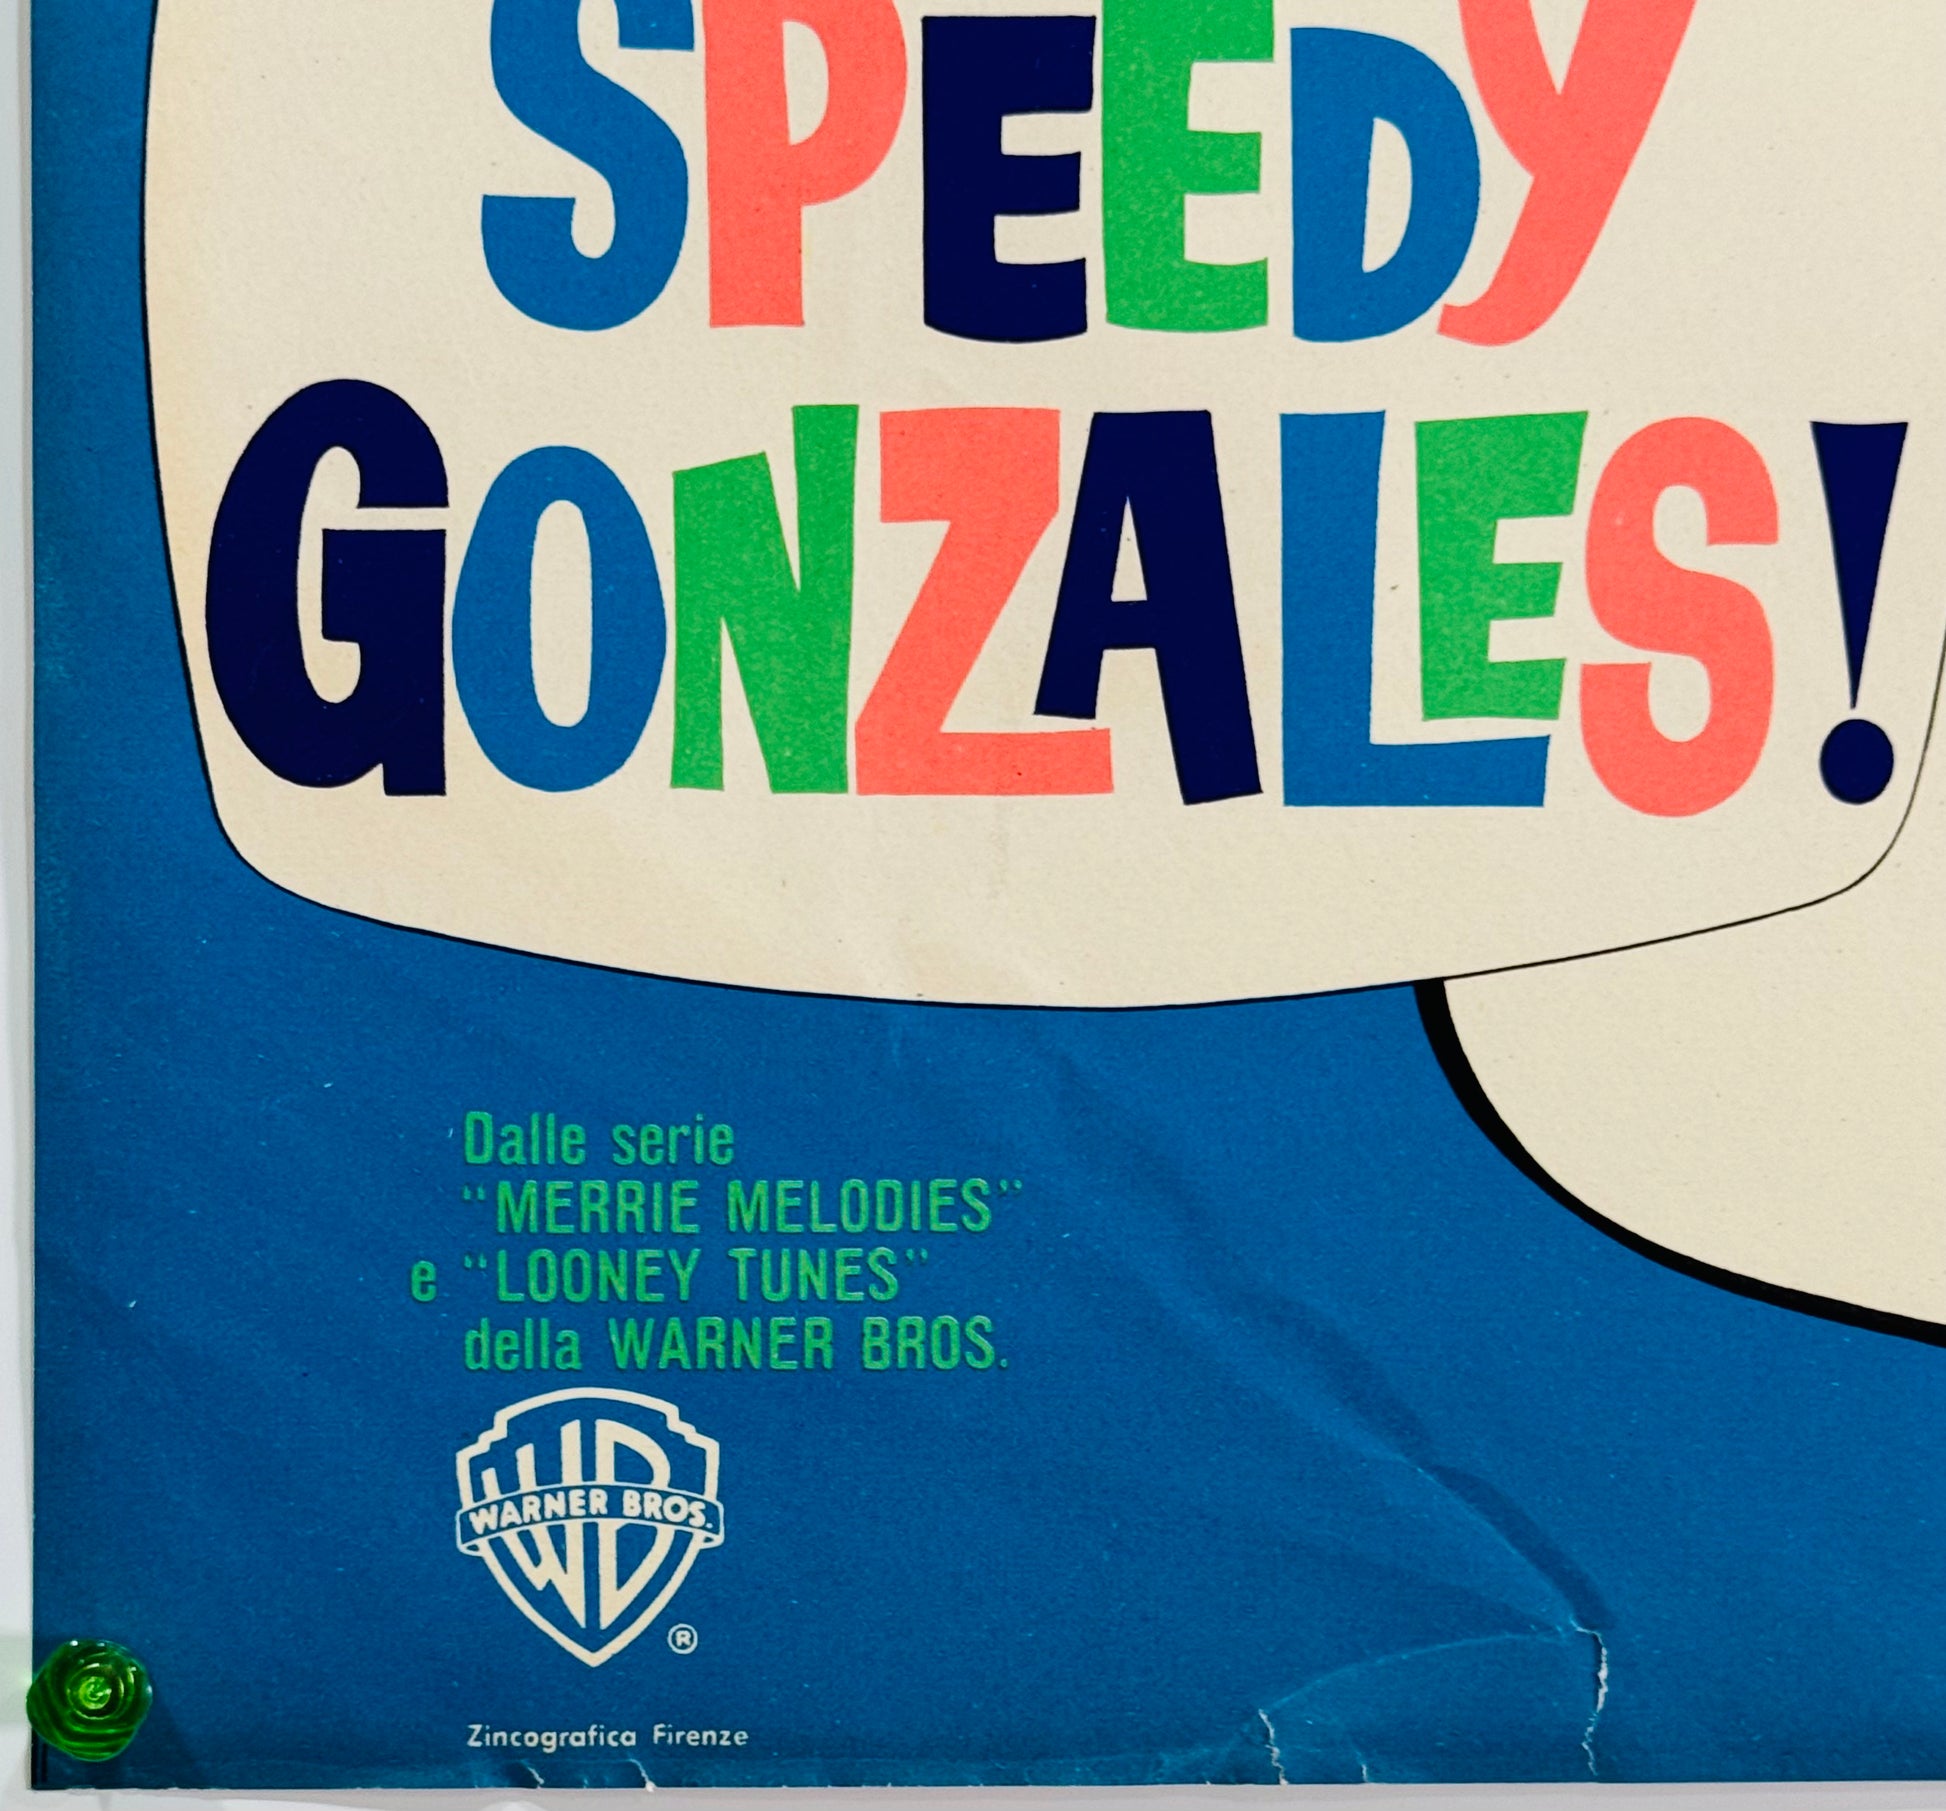 SPEEDY
GONZALES!
Dalle serie
"MERRIE MELODIES"
e "LOONEY TUNES"
della WARNER BROS.
WB
WARNER BROS.
®
Zincografica Firenze